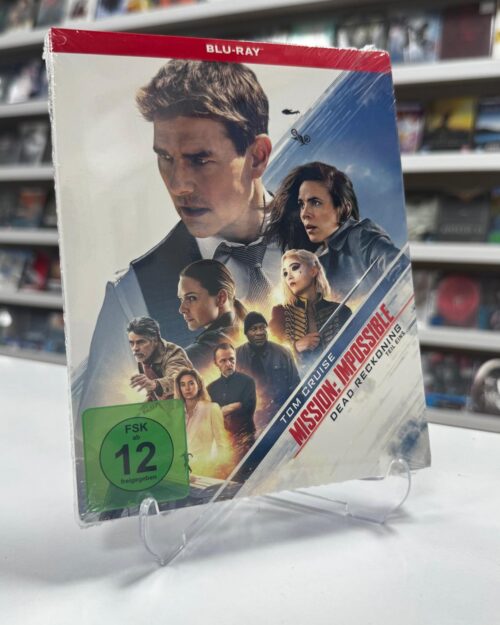 BLU-RAY
TOM CRUISE
MISSION: IMPOSSIBLE
DEAD RECKONING
TEIL EINS
FSK
ab
12
freigegeben